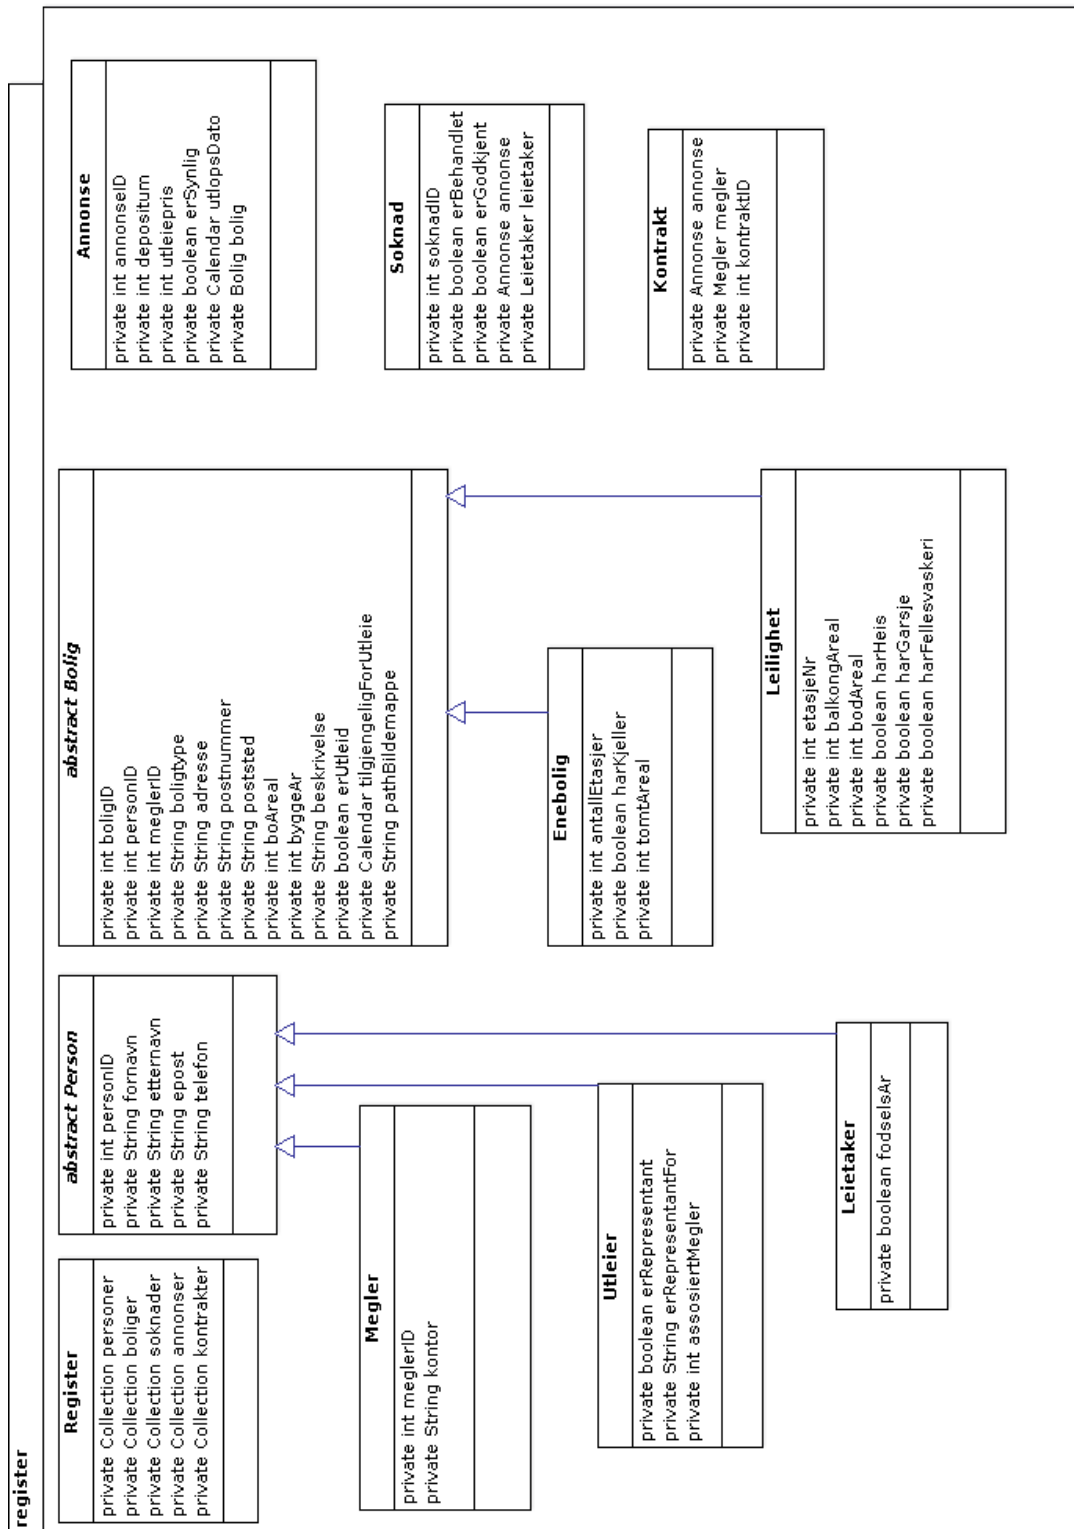 register
Register
private Collection personer
private Collection boliger
private Collection soknader
private Collection annonser
private Collection kontrakter
abstract Person
private int personID
private String fornavn
private String etternavn
private String epost
private String telefon
abstract Bolig
private int boligID
private int personID
private int meglerID
private String boligtype
private String adresse
private String postnummer
private String poststed
private int boAreal
private int byggeAr
private String beskrivelse
private boolean erUtleid
private Calendar tilgjengeligForUtleie
private String pathBildemappe
Annonse
private int annonseID
private int depositum
private int utleiepris
private boolean erSynlig
private Calendar utlopsDato
private Bolig bolig
Megler
private int meglerID
private String kontor
Utleier
private boolean erRepresentant
private String erRepresentantFor
private int assosiertMegler
Leietaker
private boolean fodselsAr
Enebolig
private int antallEtasjer
private boolean harKjeller
private int tomtAreal
Leilighet
private int etasjeNr
private int balkongAreal
private int bodAreal
private boolean harHeis
private boolean harGarsje
private boolean harFellesvaskeri
Soknad
private int soknadID
private boolean erBehandlet
private boolean erGodkjent
private Annonse annonse
private Leietaker leietaker
Kontrakt
private Annonse annonse
private Megler megler
private int kontraktID